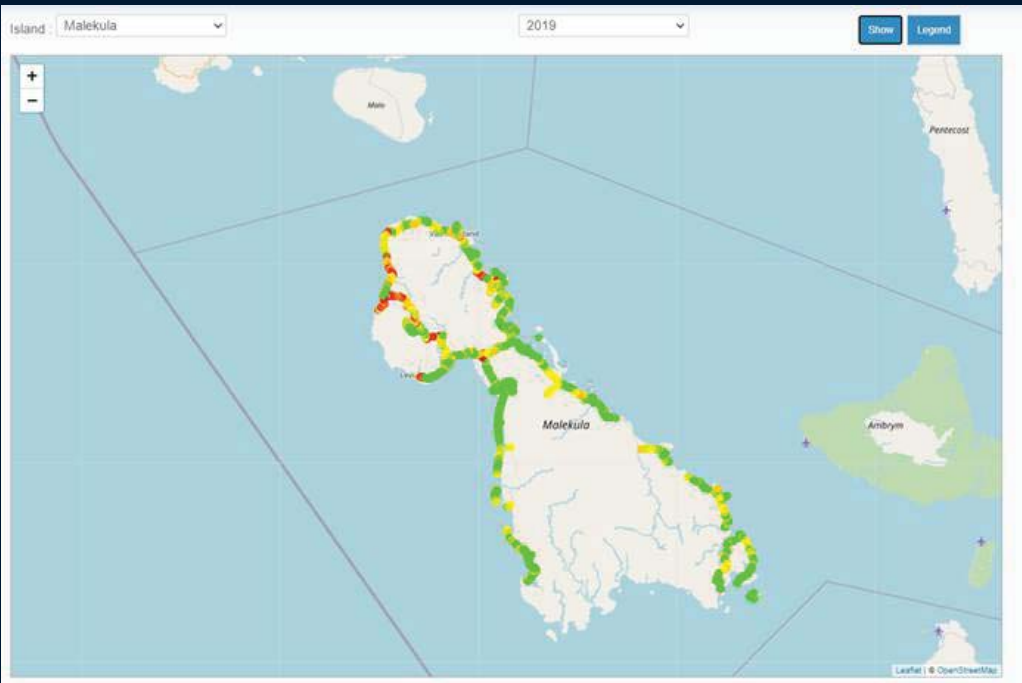 Island : Malekula
2019
Show
Legend
+
−
Malo
Pentecost
Malekula
Ambrym
Leaflet | © OpenStreetMap